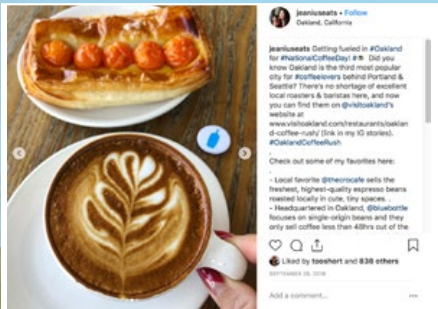 jeaniuseats • Follow
Oakland, California
jeaniuseats Getting fueled in #Oakland
for #NationalCoffeeDay! #☕ Did you
know Oakland is the third most popular
city for #coffeelovers behind Portland &
Seattle? There's no shortage of excellent
local roasters & baristas here, and now
you can find them on @visitoakland's
website at
www.visitoakland.com/restaurants/oaklan
d-coffee-rush/ (link in my IG stories).
#OaklandCoffeeRush
.
Check out some of my favorites here:
.
- Local favorite @thecrocafe sells the
freshest, highest-quality espresso beans
roasted locally in cute, tiny spaces. .
- Headquartered in Oakland, @bluebottle
focuses on single-origin beans and they
only sell coffee less than 48hrs out of the
Liked by toeshort and 838 others
SEPTEMBER 29, 2018
Add a comment...